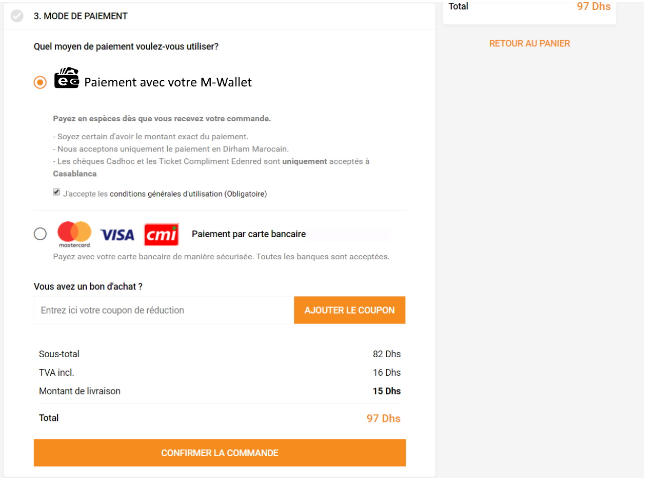 3. MODE DE PAIEMENT
Total 97 Dhs
RETOUR AU PANIER
Quel moyen de paiement voulez-vous utiliser?
Paiement avec votre M-Wallet
Payez en espèces dès que vous recevez votre commande.
- Soyez certain d'avoir le montant exact du paiement.
- Nous acceptons uniquement le paiement en Dirham Marocain.
- Les chèques Cadhoc et les Ticket Compliment Edenred sont uniquement acceptés à
Casablanca
J'accepte les conditions générales d'utilisation (Obligatoire)
mastercard VISA cmi Paiement par carte bancaire
Payez avec votre carte bancaire de manière sécurisée. Toutes les banques sont acceptées.
Vous avez un bon d'achat ?
Entrez ici votre coupon de réduction AJOUTER LE COUPON
Sous-total 82 Dhs
TVA incl. 16 Dhs
Montant de livraison 15 Dhs
Total 97 Dhs
CONFIRMER LA COMMANDE